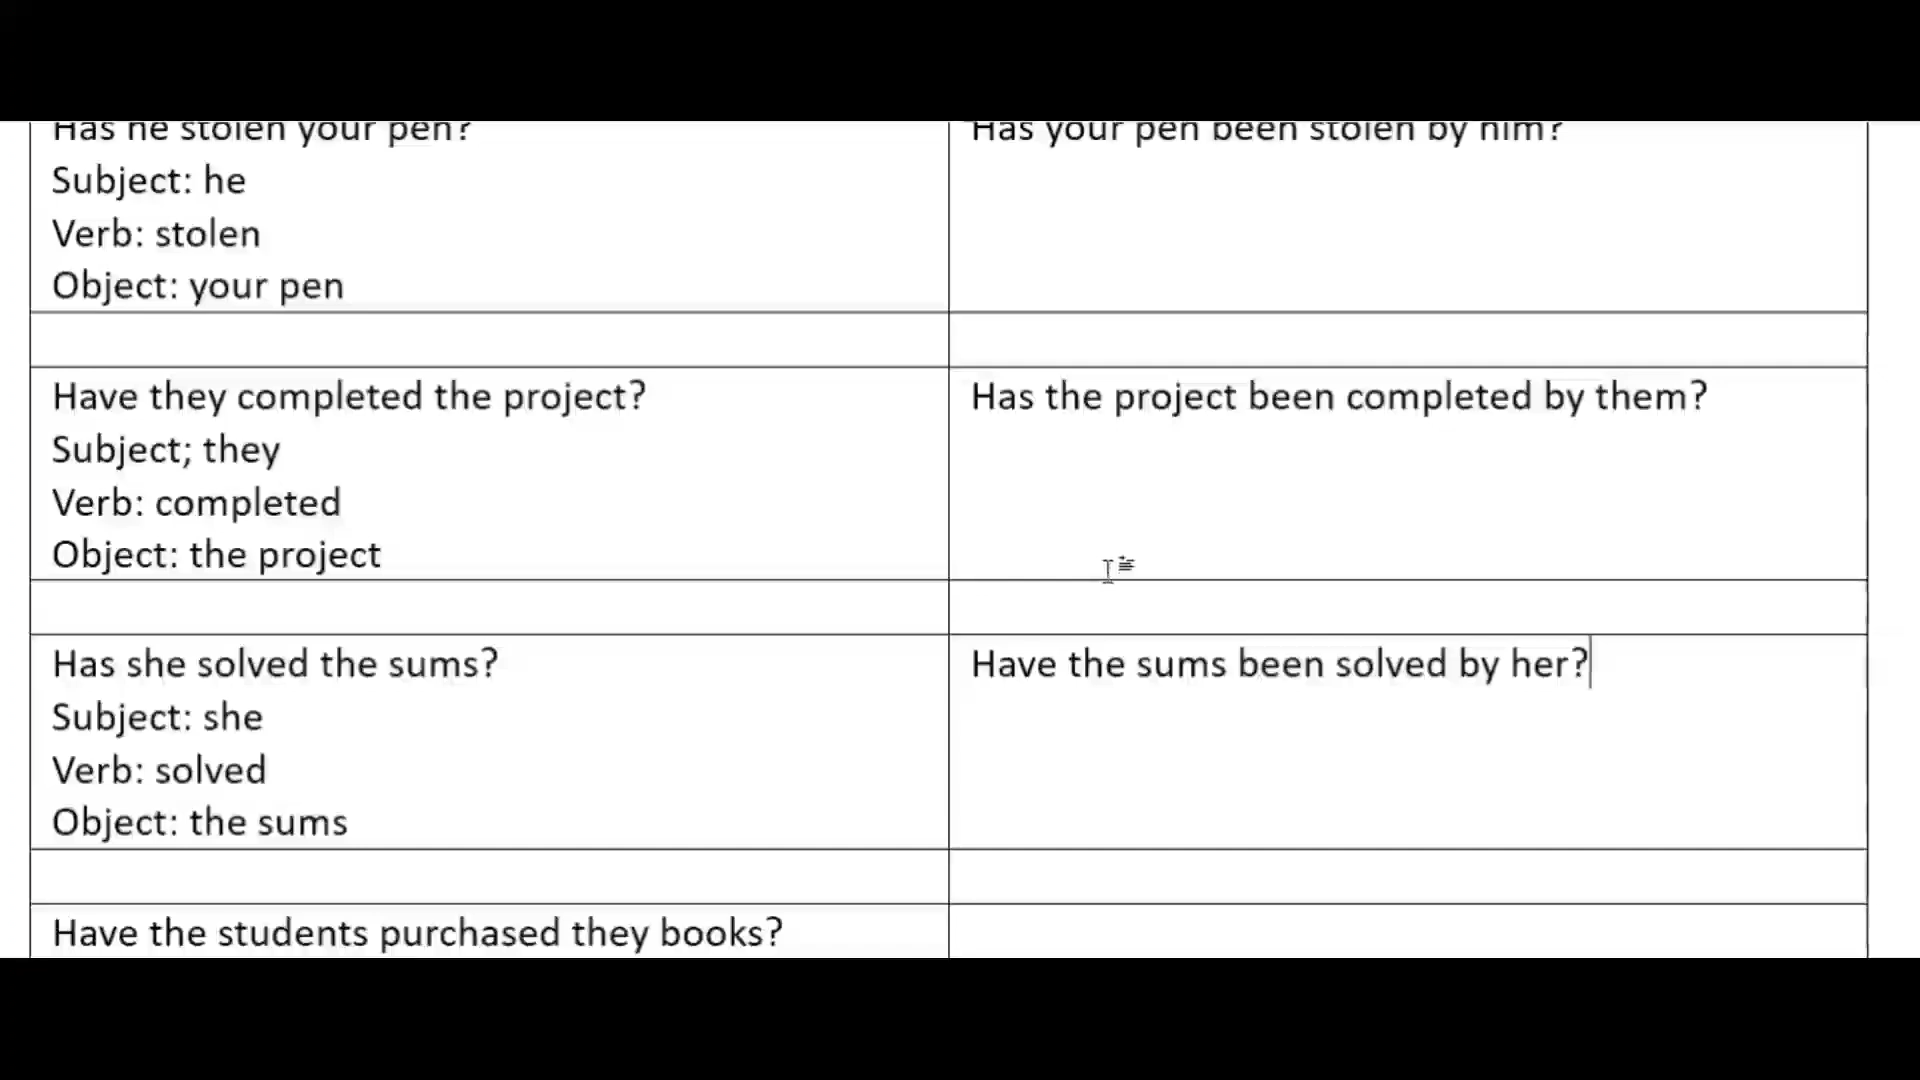 Has he stolen your pen?
Has your pen been stolen by him?
Subject: he
Verb: stolen
Object: your pen
Have they completed the project?
Has the project been completed by them?
Subject; they
Verb: completed
Object: the project
Has she solved the sums?
Have the sums been solved by her?
Subject: she
Verb: solved
Object: the sums
Have the students purchased they books?